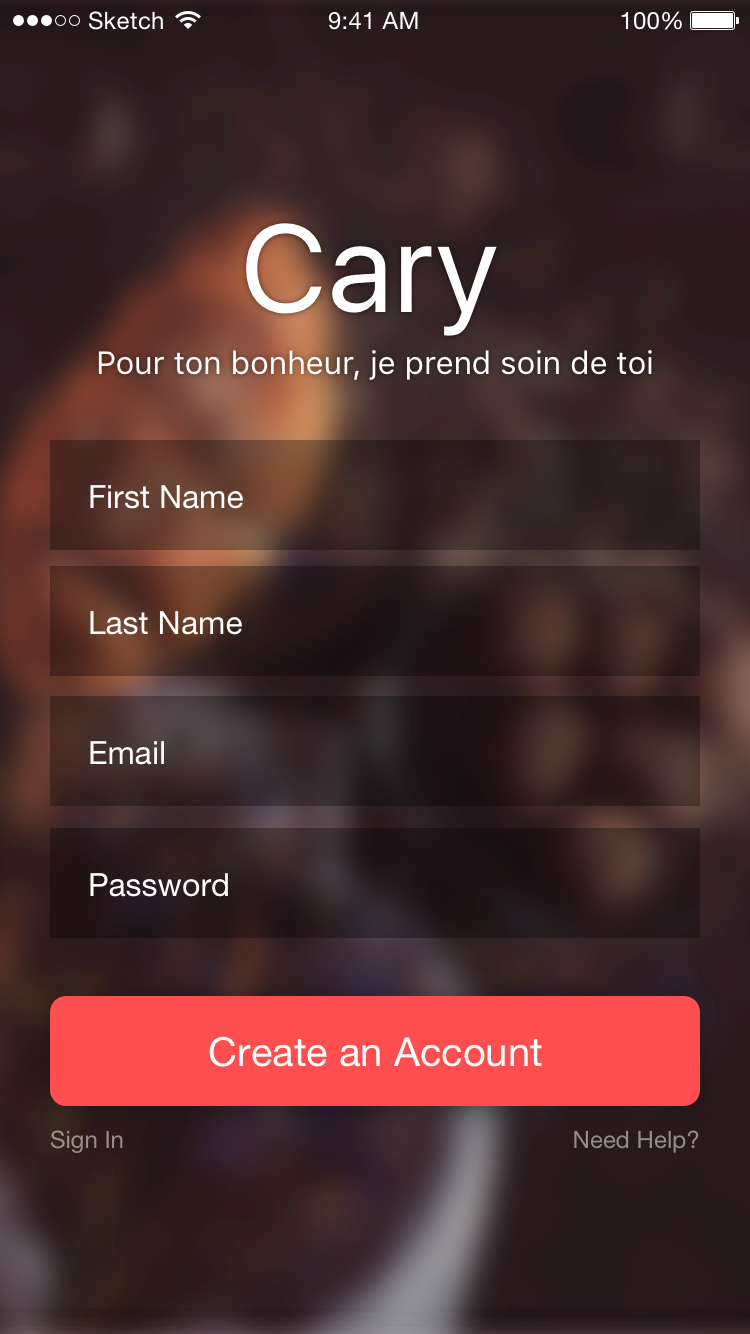 Sketch 9:41 AM 100%
Cary
Pour ton bonheur, je prend soin de toi
First Name
Last Name
Email
Password
Create an Account
Sign In Need Help?